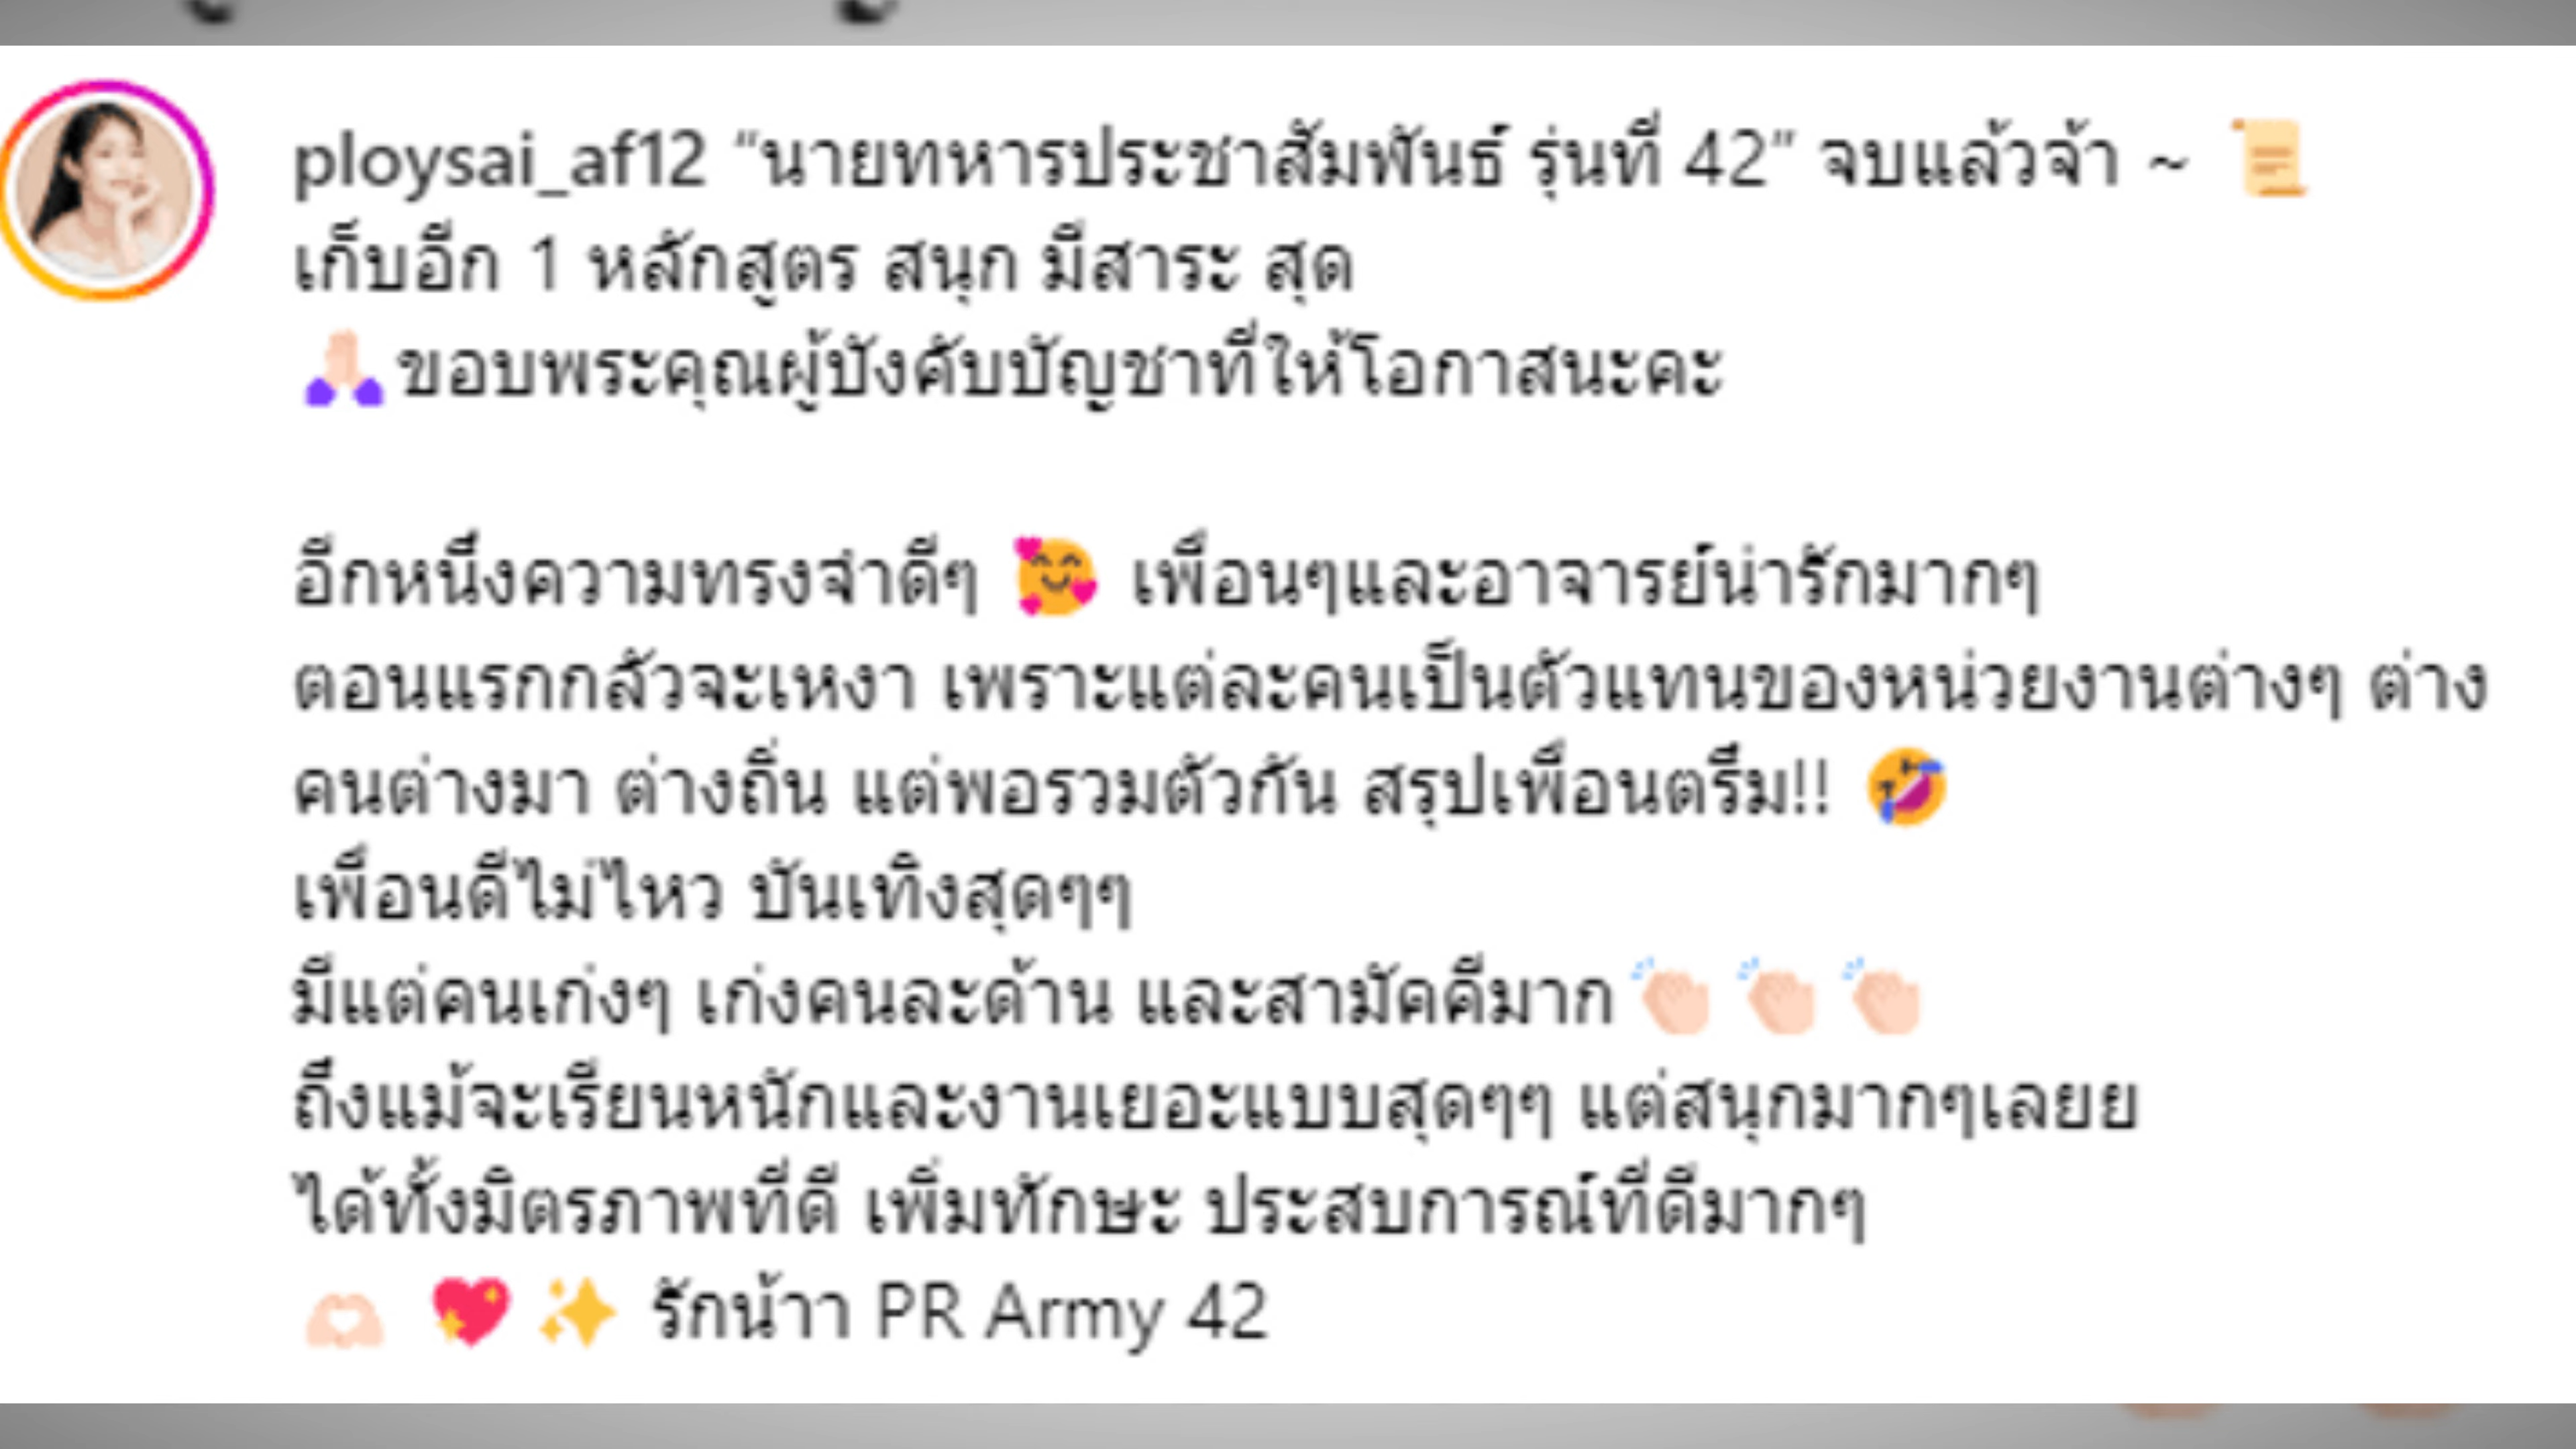 ploysai_af12 “นายทหารประชาสัมพันธ์ รุ่นที่ 42” จบแล้วจ้า ~ 📜
เก็บอีก 1 หลักสูตร สนุก มีสาระ สุด
🙏🏻ขอบพระคุณผู้บังคับบัญชาที่ให้โอกาสนะคะ
อีกหนึ่งความทรงจำดีๆ 🥰 เพื่อนๆและอาจารย์น่ารักมากๆ
ตอนแรกกลัวจะเหงา เพราะแต่ละคนเป็นตัวแทนของหน่วยงานต่างๆ ต่าง
คนต่างมา ต่างถิ่น แต่พอรวมตัวกัน สรุปเพื่อนตรึม!! 🤣
เพื่อนดีไม่ไหว บันเทิงสุดๆๆ
มีแต่คนเก่งๆ เก่งคนละด้าน และสามัคคีมาก👏🏻👏🏻👏🏻
ถึงแม้จะเรียนหนักและงานเยอะแบบสุดๆๆ แต่สนุกมากๆเลยย
ได้ทั้งมิตรภาพที่ดี เพิ่มทักษะ ประสบการณ์ที่ดีมากๆ
🫶🏻 💖✨ รักน้าา PR Army 42